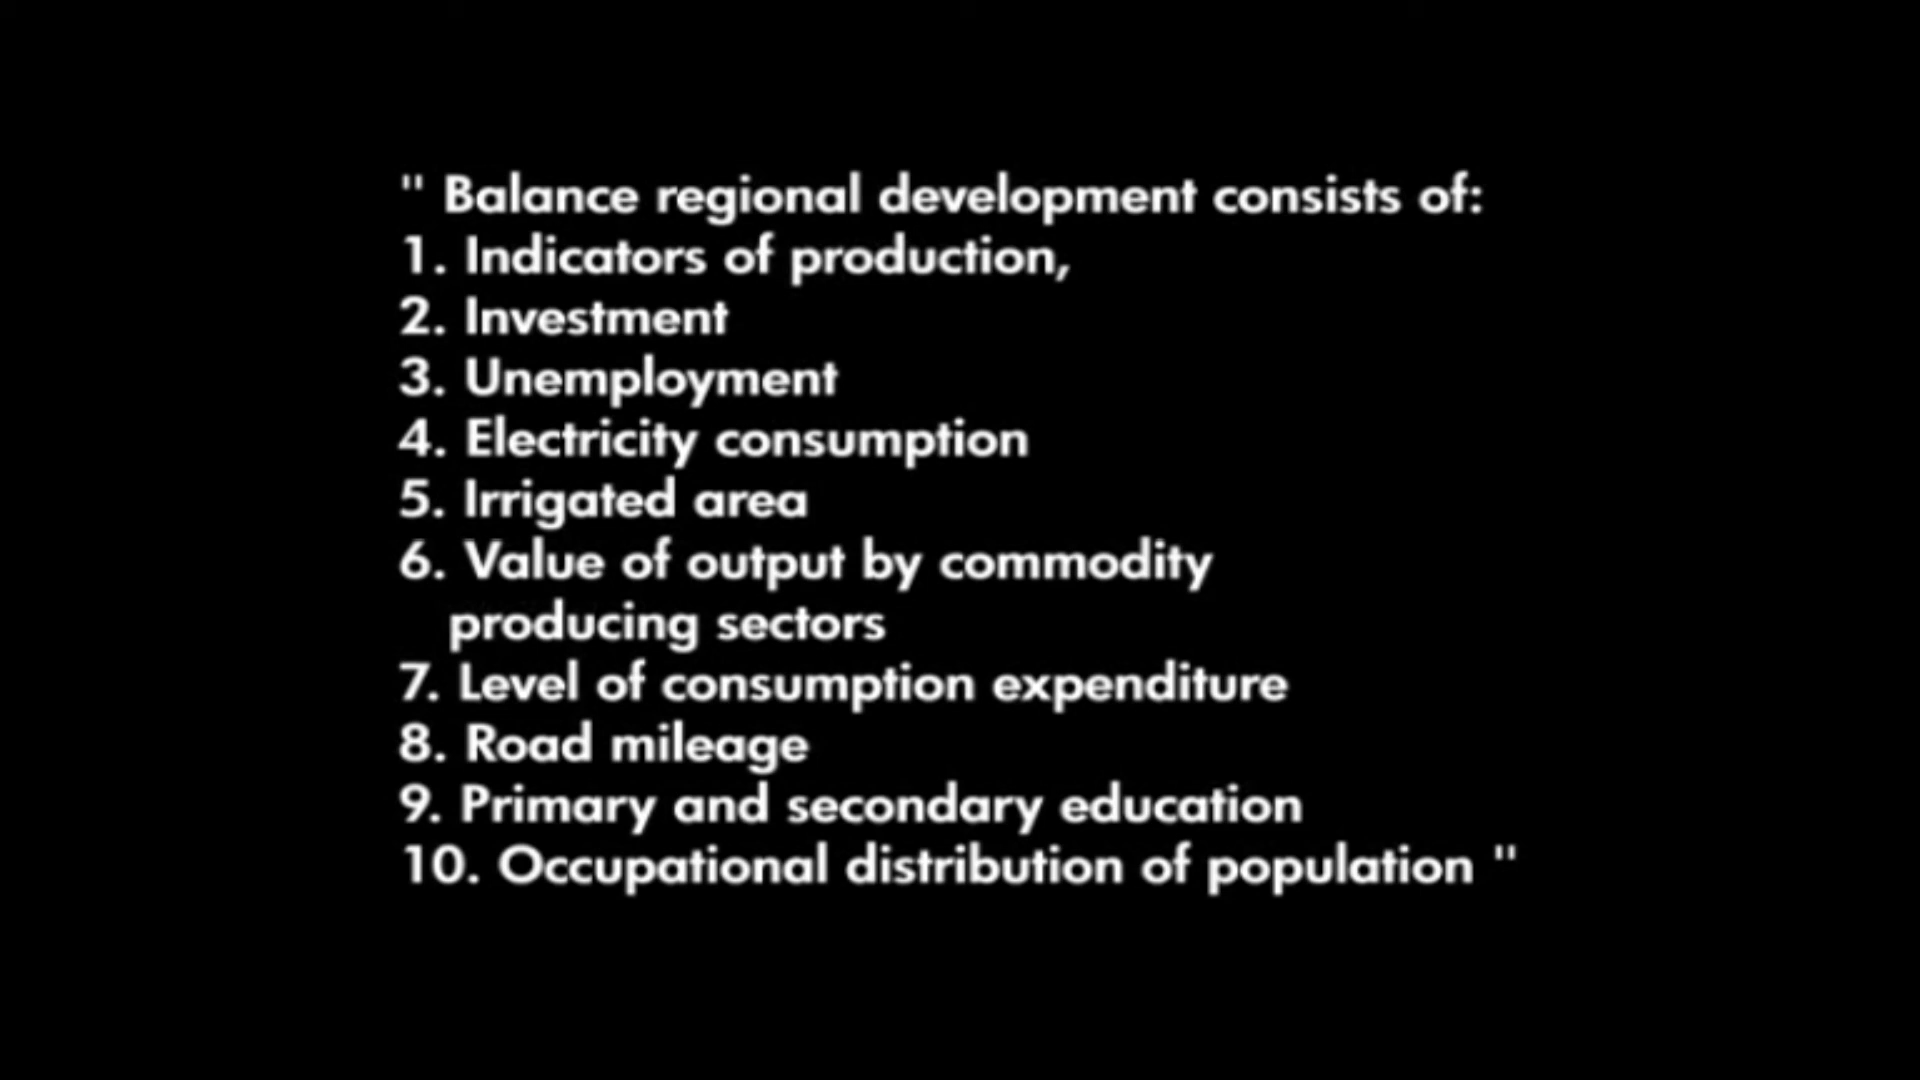 " Balance regional development consists of:
1. Indicators of production,
2. Investment
3. Unemployment
4. Electricity consumption
5. Irrigated area
6. Value of output by commodity
producing sectors
7. Level of consumption expenditure
8. Road mileage
9. Primary and secondary education
10. Occupational distribution of population "